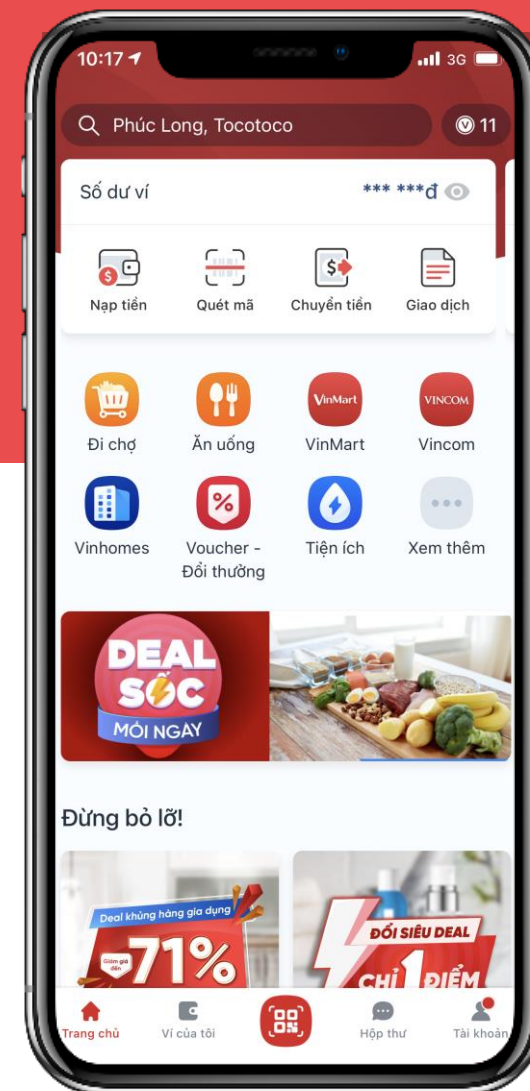 10:17
3G
Phúc Long, Tocotoco
V 11
Số dư ví
*** ***đ
Nạp tiền
Quét mã
Chuyển tiền
Giao dịch
Đi chợ
Ăn uống
VinMart
VinMart
VINCOM
Vincom
Vinhomes
Voucher -
Đổi thưởng
Tiện ích
Xem thêm
DEAL
SỐC
MỖI NGÀY
Đừng bỏ lỡ!
Deal khủng hàng gia dụng
Giảm giá
đến
71%
ĐỔI SIÊU DEAL
CHỈ 1 ĐIỂM
Trang chủ
Ví của tôi
Hộp thư
Tài khoản